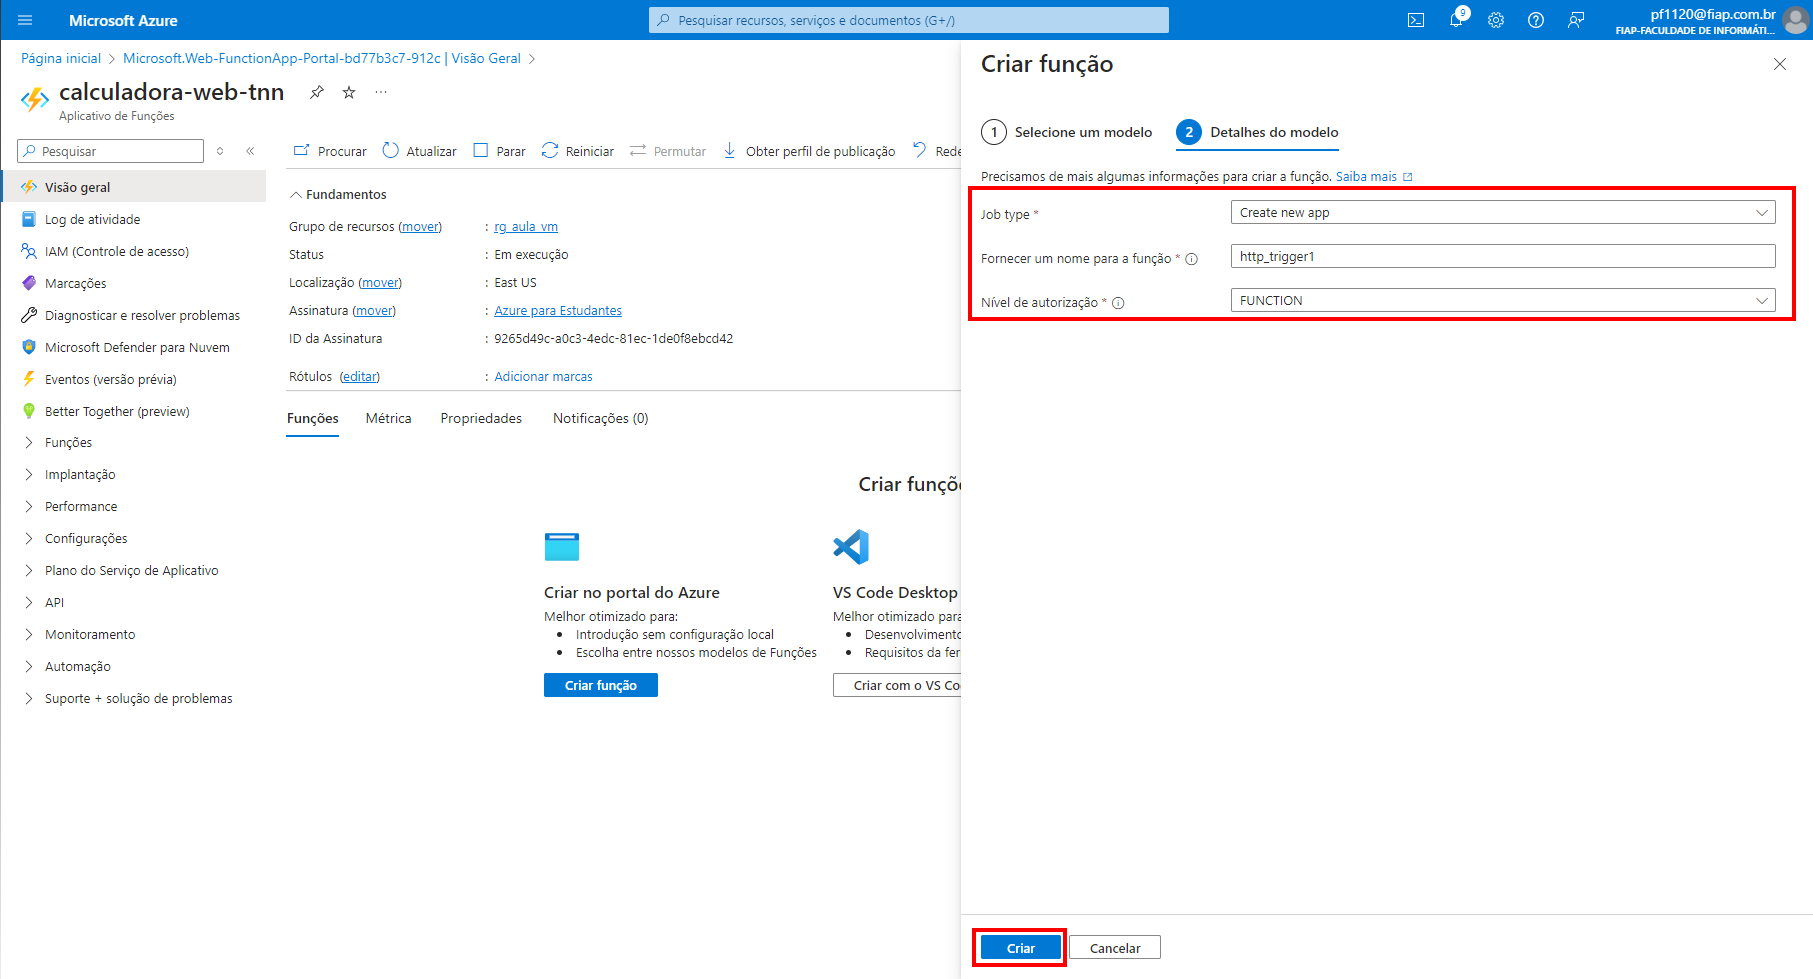 Microsoft Azure
Pesquisar recursos, serviços e documentos (G+/)
9
pf1120@fiap.com.br
FIAP-FACULDADE DE INFORMÁTI...
Página inicial > Microsoft.Web-FunctionApp-Portal-bd77b3c7-912c | Visão Geral >
calculadora-web-tnn
Aplicativo de Funções
Pesquisar
Visão geral
Log de atividade
IAM (Controle de acesso)
Marcações
Diagnosticar e resolver problemas
Microsoft Defender para Nuvem
Eventos (versão prévia)
Better Together (preview)
Funções
Implantação
Performance
Configurações
Plano do Serviço de Aplicativo
API
Monitoramento
Automação
Suporte + solução de problemas
Procurar Atualizar Parar Reiniciar Permutar Obter perfil de publicação Rede
Fundamentos
Grupo de recursos (mover) : rg_aula_vm
Status : Em execução
Localização (mover) : East US
Assinatura (mover) : Azure para Estudantes
ID da Assinatura : 9265d49c-a0c3-4edc-81ec-1de0f8ebcd42
Rótulos (editar) : Adicionar marcas
Funções Métrica Propriedades Notificações (0)
Criar funçõ
Criar no portal do Azure
Melhor otimizado para:
• Introdução sem configuração local
• Escolha entre nossos modelos de Funções
Criar função
VS Code Desktop
Melhor otimizado para
• Desenvolvimento
• Requisitos da fer
Criar com o VS Co
Criar função
1 Selecione um modelo
2 Detalhes do modelo
Precisamos de mais algumas informações para criar a função. Saiba mais
Job type * Create new app
Fornecer um nome para a função * http_trigger1
Nível de autorização * FUNCTION
Criar Cancelar